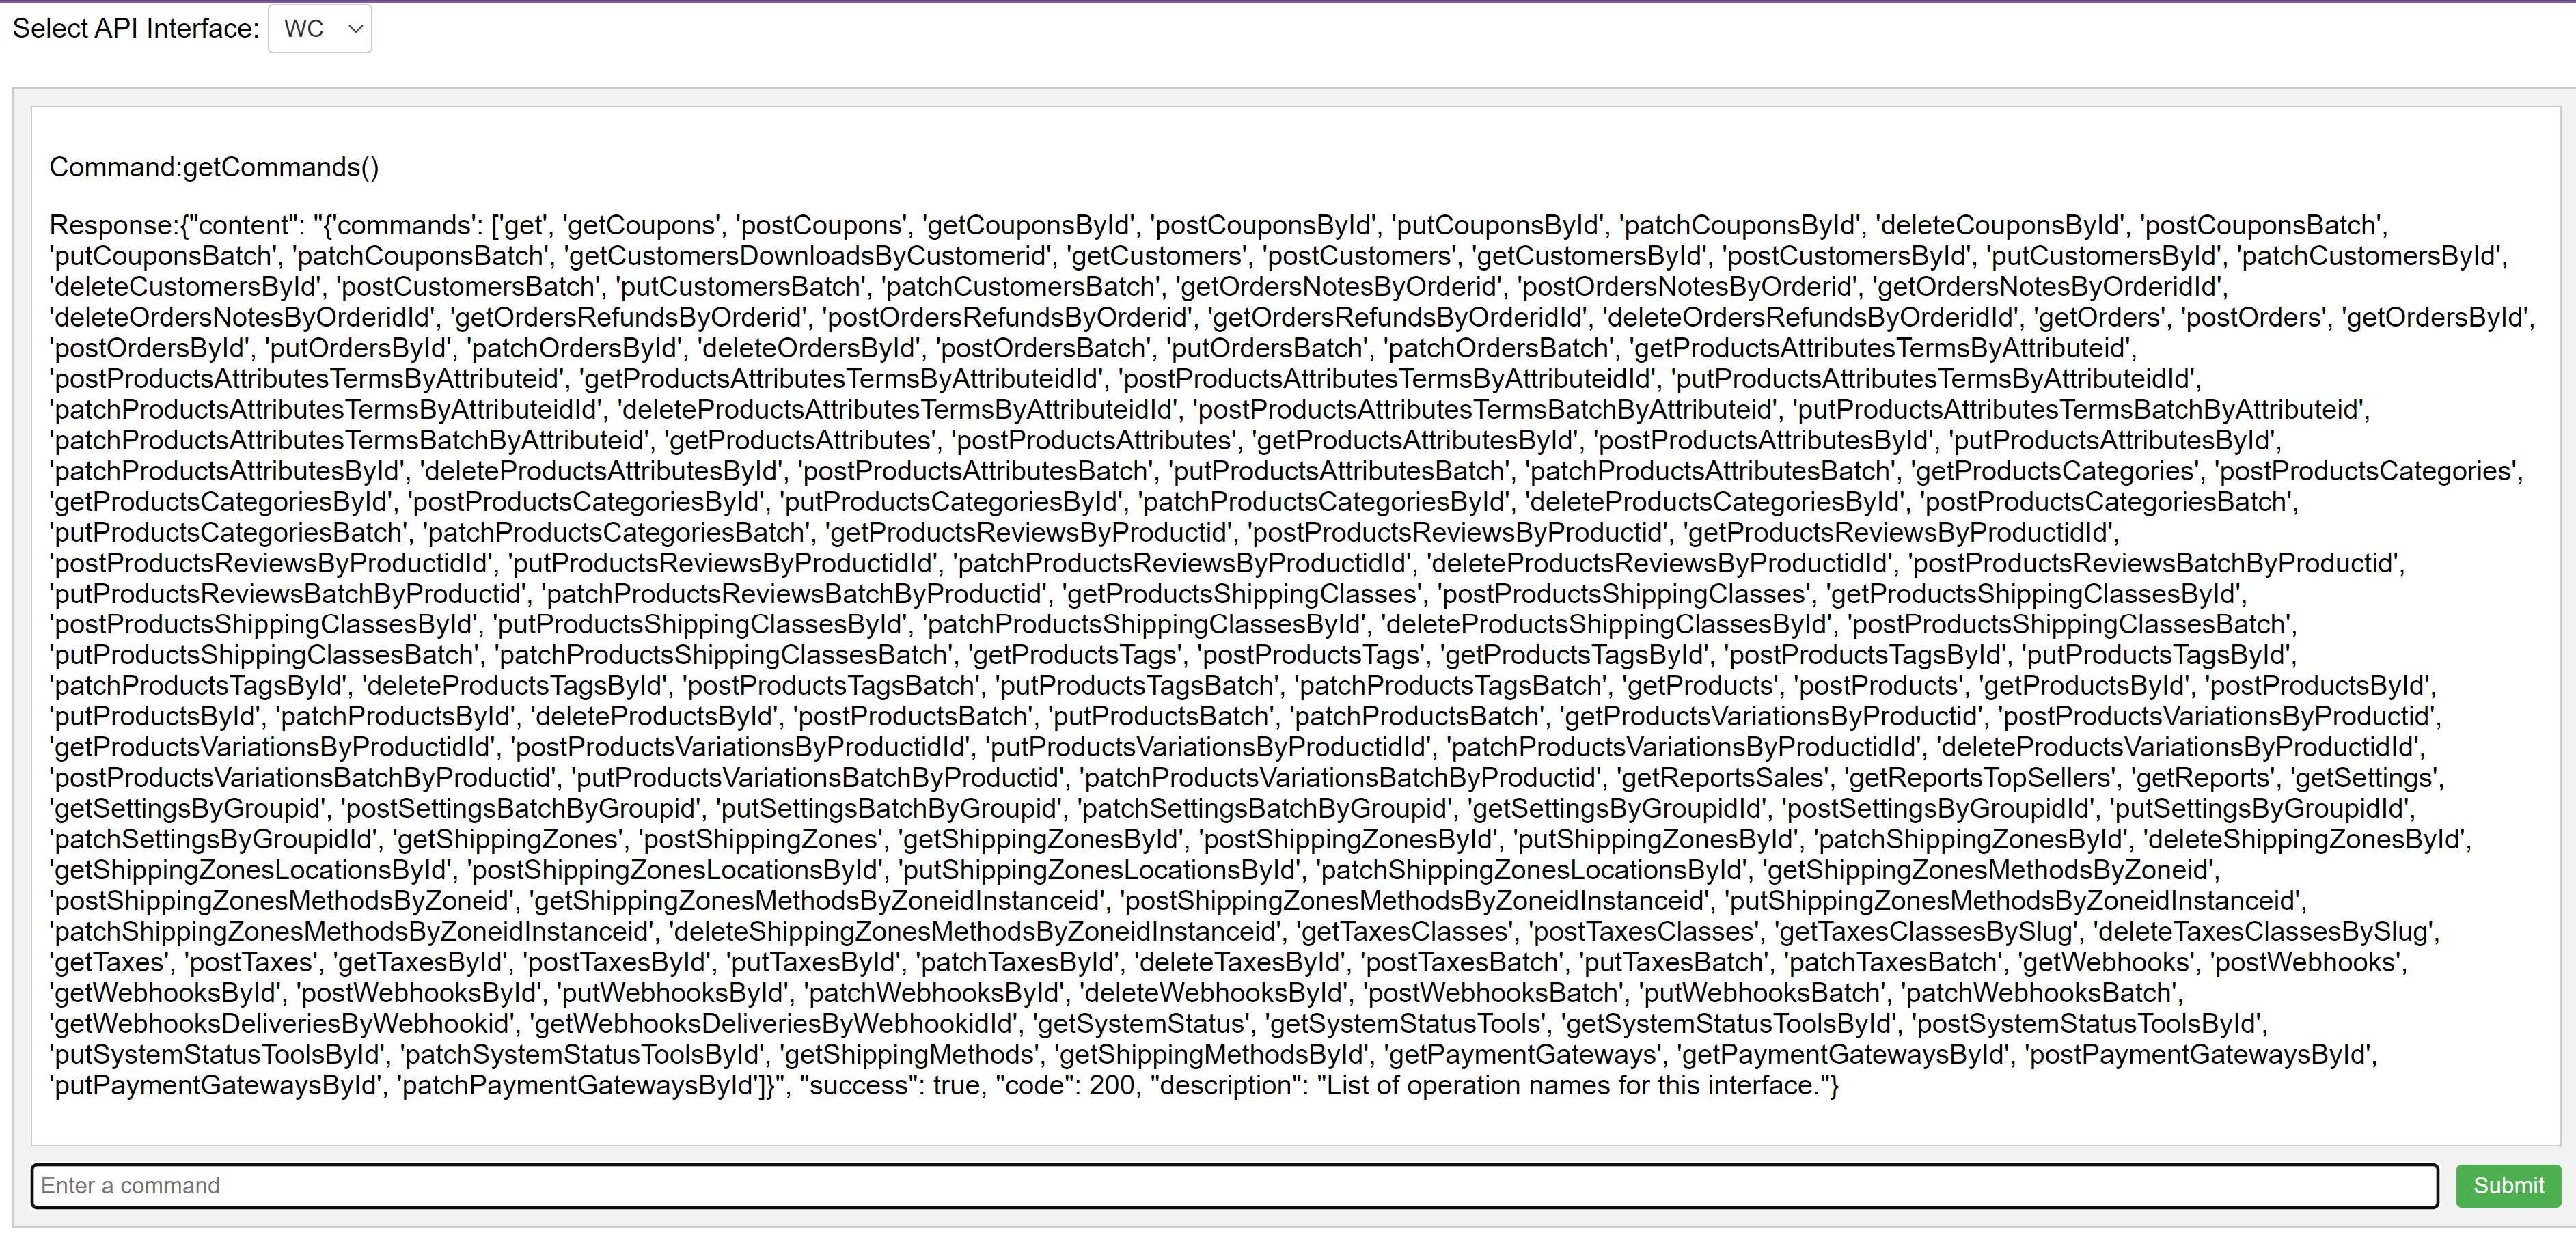 Select API Interface: WC
Command:getCommands()
Response:{"content": "{'commands': ['get', 'getCoupons', 'postCoupons', 'getCouponsById', 'postCouponsById', 'putCouponsById', 'patchCouponsById', 'deleteCouponsById', 'postCouponsBatch',
'putCouponsBatch', 'patchCouponsBatch', 'getCustomersDownloadsByCustomerid', 'getCustomers', 'postCustomers', 'getCustomersById', 'postCustomersById', 'putCustomersById', 'patchCustomersById',
'deleteCustomersById', 'postCustomersBatch', 'putCustomersBatch', 'patchCustomersBatch', 'getOrdersNotesByOrderid', 'postOrdersNotesByOrderid', 'getOrdersNotesByOrderidId',
'deleteOrdersNotesByOrderidId', 'getOrdersRefundsByOrderid', 'postOrdersRefundsByOrderid', 'getOrdersRefundsByOrderidId', 'deleteOrdersRefundsByOrderidId', 'getOrders', 'postOrders', 'getOrdersById',
'postOrdersById', 'putOrdersById', 'patchOrdersById', 'deleteOrdersById', 'postOrdersBatch', 'putOrdersBatch', 'patchOrdersBatch', 'getProductsAttributesTermsByAttributeid',
'postProductsAttributesTermsByAttributeid', 'getProductsAttributesTermsByAttributeidId', 'postProductsAttributesTermsByAttributeidId', 'putProductsAttributesTermsByAttributeidId',
'patchProductsAttributesTermsByAttributeidId', 'deleteProductsAttributesTermsByAttributeidId', 'postProductsAttributesTermsBatchByAttributeid', 'putProductsAttributesTermsBatchByAttributeid',
'patchProductsAttributesTermsBatchByAttributeid', 'getProductsAttributes', 'postProductsAttributes', 'getProductsAttributesById', 'postProductsAttributesById', 'putProductsAttributesById',
'patchProductsAttributesById', 'deleteProductsAttributesById', 'postProductsAttributesBatch', 'putProductsAttributesBatch', 'patchProductsAttributesBatch', 'getProductsCategories', 'postProductsCategories',
'getProductsCategoriesById', 'postProductsCategoriesById', 'putProductsCategoriesById', 'patchProductsCategoriesById', 'deleteProductsCategoriesById', 'postProductsCategoriesBatch',
'putProductsCategoriesBatch', 'patchProductsCategoriesBatch', 'getProductsReviewsByProductid', 'postProductsReviewsByProductid', 'getProductsReviewsByProductidId',
'postProductsReviewsByProductidId', 'putProductsReviewsByProductidId', 'patchProductsReviewsByProductidId', 'deleteProductsReviewsByProductidId', 'postProductsReviewsBatchByProductid',
'putProductsReviewsBatchByProductid', 'patchProductsReviewsBatchByProductid', 'getProductsShippingClasses', 'postProductsShippingClasses', 'getProductsShippingClassesById',
'postProductsShippingClassesById', 'putProductsShippingClassesById', 'patchProductsShippingClassesById', 'deleteProductsShippingClassesById', 'postProductsShippingClassesBatch',
'putProductsShippingClassesBatch', 'patchProductsShippingClassesBatch', 'getProductsTags', 'postProductsTags', 'getProductsTagsById', 'postProductsTagsById', 'putProductsTagsById',
'patchProductsTagsById', 'deleteProductsTagsById', 'postProductsTagsBatch', 'putProductsTagsBatch', 'patchProductsTagsBatch', 'getProducts', 'postProducts', 'getProductsById', 'postProductsById',
'putProductsById', 'patchProductsById', 'deleteProductsById', 'postProductsBatch', 'putProductsBatch', 'patchProductsBatch', 'getProductsVariationsByProductid', 'postProductsVariationsByProductid',
'getProductsVariationsByProductidId', 'postProductsVariationsByProductidId', 'putProductsVariationsByProductidId', 'patchProductsVariationsByProductidId', 'deleteProductsVariationsByProductidId',
'postProductsVariationsBatchByProductid', 'putProductsVariationsBatchByProductid', 'patchProductsVariationsBatchByProductid', 'getReportsSales', 'getReportsTopSellers', 'getReports', 'getSettings',
'getSettingsByGroupid', 'postSettingsBatchByGroupid', 'putSettingsBatchByGroupid', 'patchSettingsBatchByGroupid', 'getSettingsByGroupidId', 'postSettingsByGroupidId', 'putSettingsByGroupidId',
'patchSettingsByGroupidId', 'getShippingZones', 'postShippingZones', 'getShippingZonesById', 'postShippingZonesById', 'putShippingZonesById', 'patchShippingZonesById', 'deleteShippingZonesById',
'getShippingZonesLocationsById', 'postShippingZonesLocationsById', 'putShippingZonesLocationsById', 'patchShippingZonesLocationsById', 'getShippingZonesMethodsByZoneid',
'postShippingZonesMethodsByZoneid', 'getShippingZonesMethodsByZoneidInstanceid', 'postShippingZonesMethodsByZoneidInstanceid', 'putShippingZonesMethodsByZoneidInstanceid',
'patchShippingZonesMethodsByZoneidInstanceid', 'deleteShippingZonesMethodsByZoneidInstanceid', 'getTaxesClasses', 'postTaxesClasses', 'getTaxesClassesBySlug', 'deleteTaxesClassesBySlug',
'getTaxes', 'postTaxes', 'getTaxesById', 'postTaxesById', 'putTaxesById', 'patchTaxesById', 'deleteTaxesById', 'postTaxesBatch', 'putTaxesBatch', 'patchTaxesBatch', 'getWebhooks', 'postWebhooks',
'getWebhooksById', 'postWebhooksById', 'putWebhooksById', 'patchWebhooksById', 'deleteWebhooksById', 'postWebhooksBatch', 'putWebhooksBatch', 'patchWebhooksBatch',
'getWebhooksDeliveriesByWebhookid', 'getWebhooksDeliveriesByWebhookidId', 'getSystemStatus', 'getSystemStatusTools', 'getSystemStatusToolsById', 'postSystemStatusToolsById',
'putSystemStatusToolsById', 'patchSystemStatusToolsById', 'getShippingMethods', 'getShippingMethodsById', 'getPaymentGateways', 'getPaymentGatewaysById', 'postPaymentGatewaysById',
'putPaymentGatewaysById', 'patchPaymentGatewaysById']}", "success": true, "code": 200, "description": "List of operation names for this interface."}
Enter a command
Submit